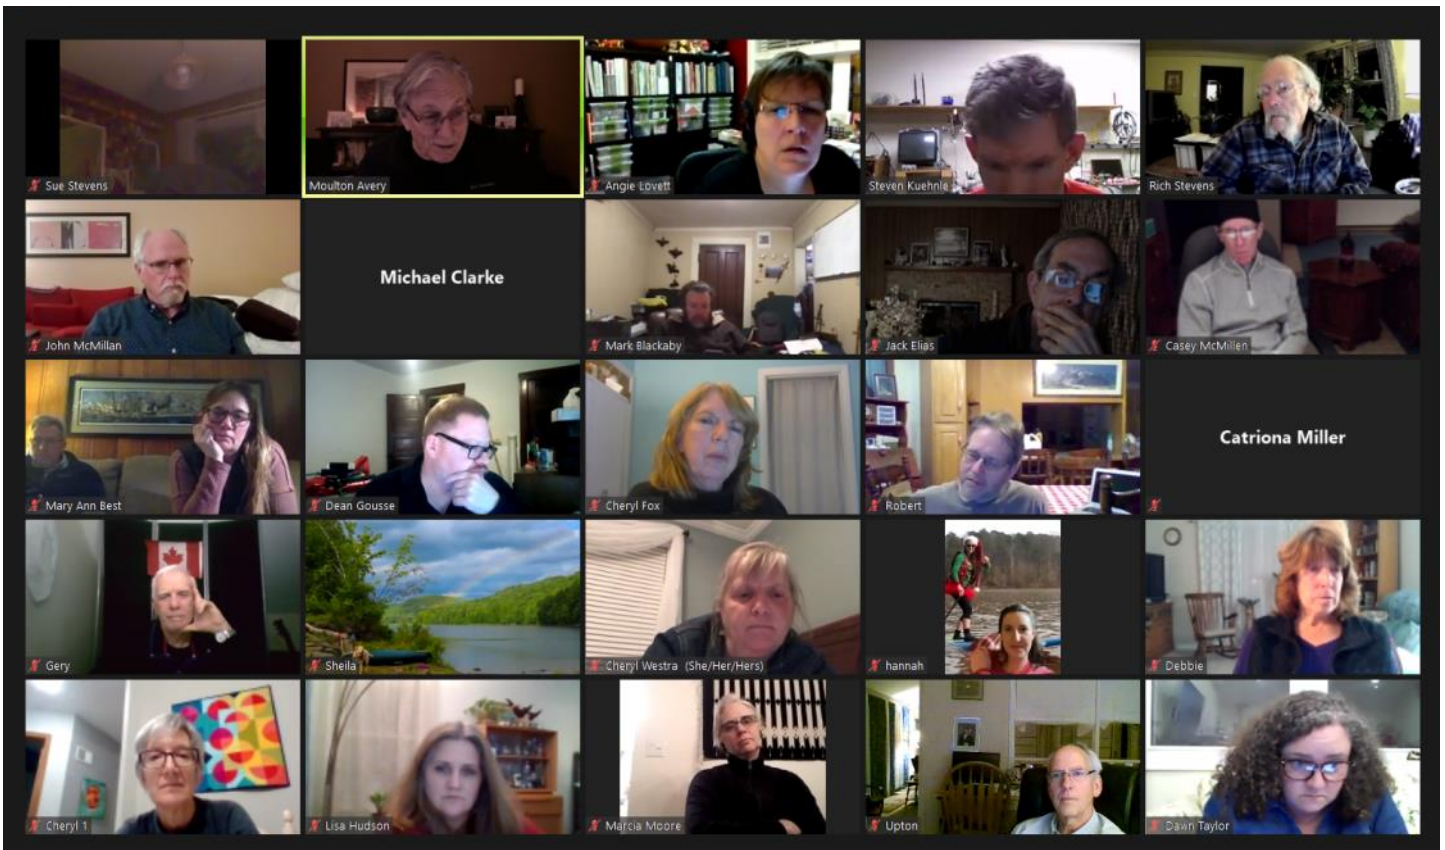 Sue Stevens
Moulton Avery
Angie Lovett
Steven Kuehnle
Rich Stevens
John McMillan
Michael Clarke
Mark Blackaby
Jack Elias
Casey McMillen
Mary Ann Best
Dean Gousse
Cheryl Fox
Robert
Catriona Miller
Gery
Sheila
Cheryl Westra (She/Her/Hers)
hannah
Debbie
Cheryl 1
Lisa Hudson
Marcia Moore
Upton
Dawn Taylor